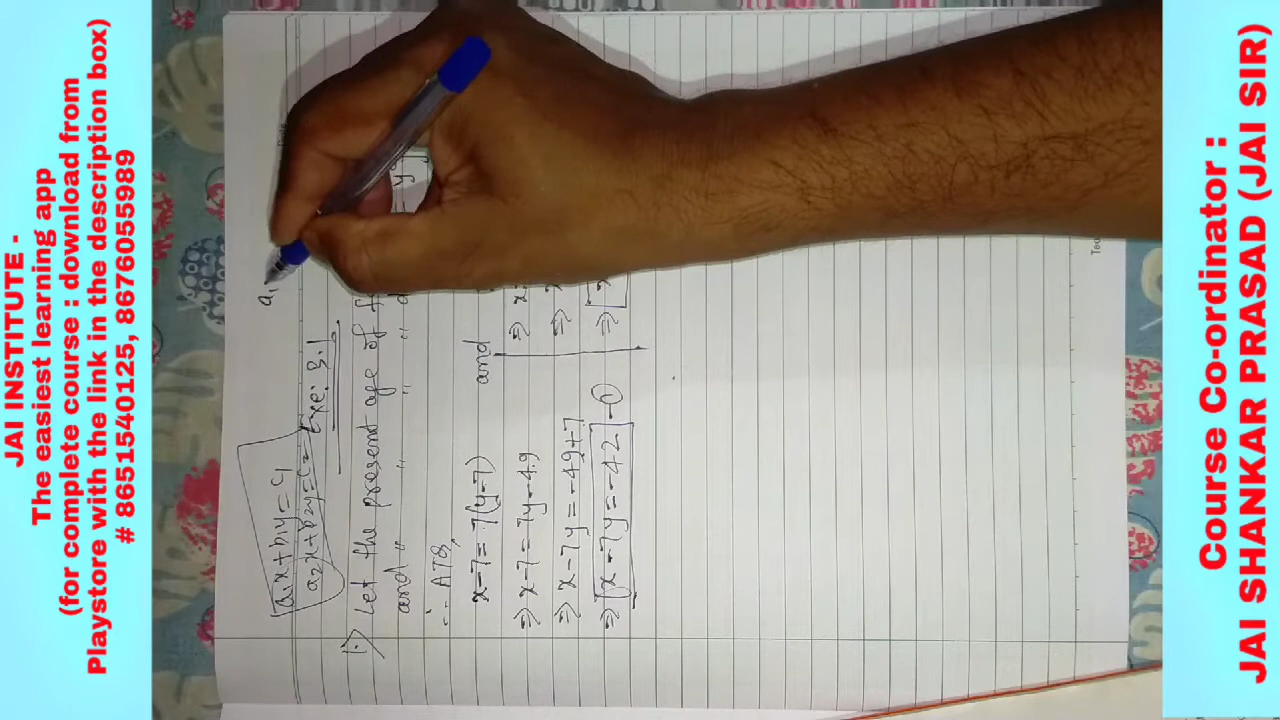 JAI INSTITUTE -
The easiest learning app
(for complete course : download from
Playstore with the link in the description box)
# 8651540125, 8676055989
a₁
a₁x+b₁y=c₁
a₂x+b₂y=c₂
Exe: 3.1
1.) Let the present age of
and " " " "
∴ ATQ,
x-7=7(y-7) and
⇒ x-7=7y-49
⇒ x-7y=-49+7
⇒ x-7y=-42 -①
⇒ x
⇒
⇒
= y
Course Co-ordinator :
JAI SHANKAR PRASAD (JAI SIR)